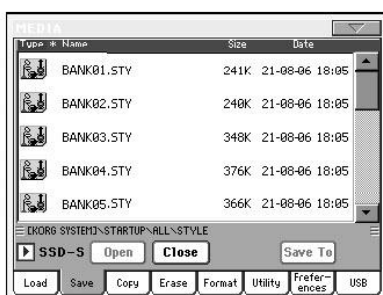 MEDIA
Type * Name Size Date
BANK01.STY 241K 21-08-06 18:05
BANK02.STY 240K 21-08-06 18:05
BANK03.STY 348K 21-08-06 18:05
BANK04.STY 376K 21-08-06 18:05
BANK05.STY 366K 21-08-06 18:05
[KORG SYSTEM]\STARTUP\ALL\STYLE
SSD-S Open Close Save To
Load Save Copy Erase Format Utility Prefer-ences USB